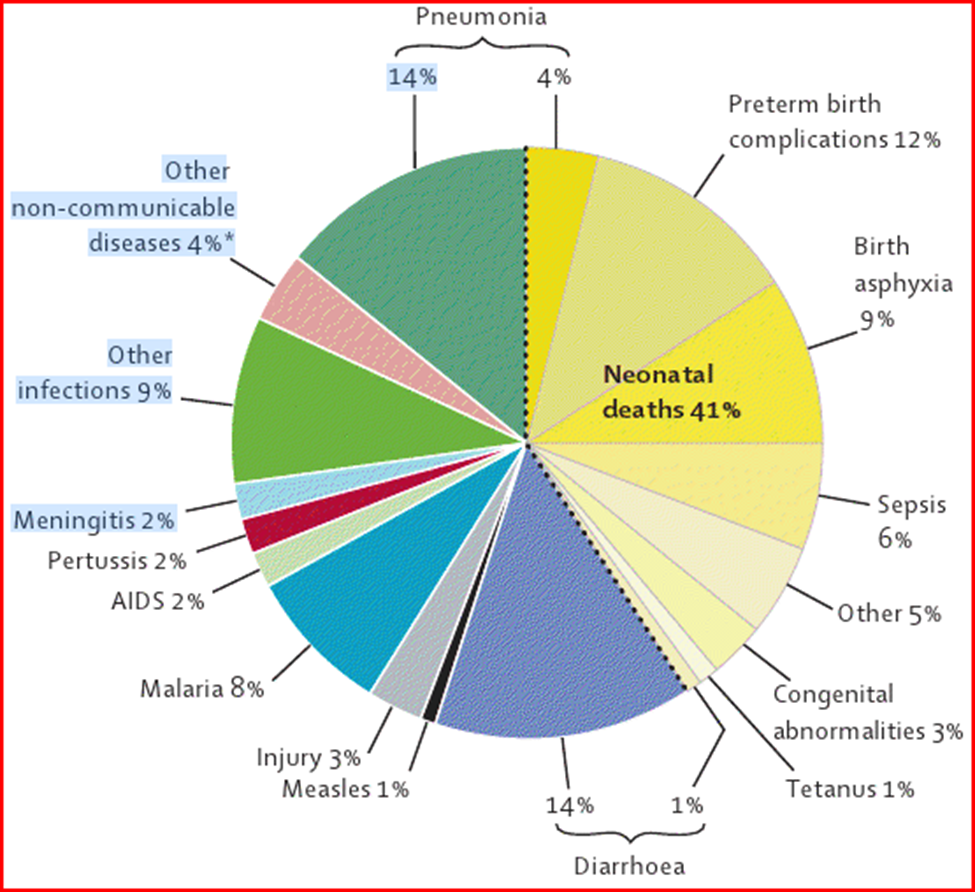 Pneumonia
14%
4%
Preterm birth
complications 12%
Other
non-communicable
diseases 4%*
Birth
asphyxia
9%
Other
infections 9%
Neonatal
deaths 41%
Meningitis 2%
Sepsis
6%
Pertussis 2%
AIDS 2%
Other 5%
Malaria 8%
Congenital
abnormalities 3%
Injury 3%
Measles 1%
Tetanus 1%
14%
1%
Diarrhoea